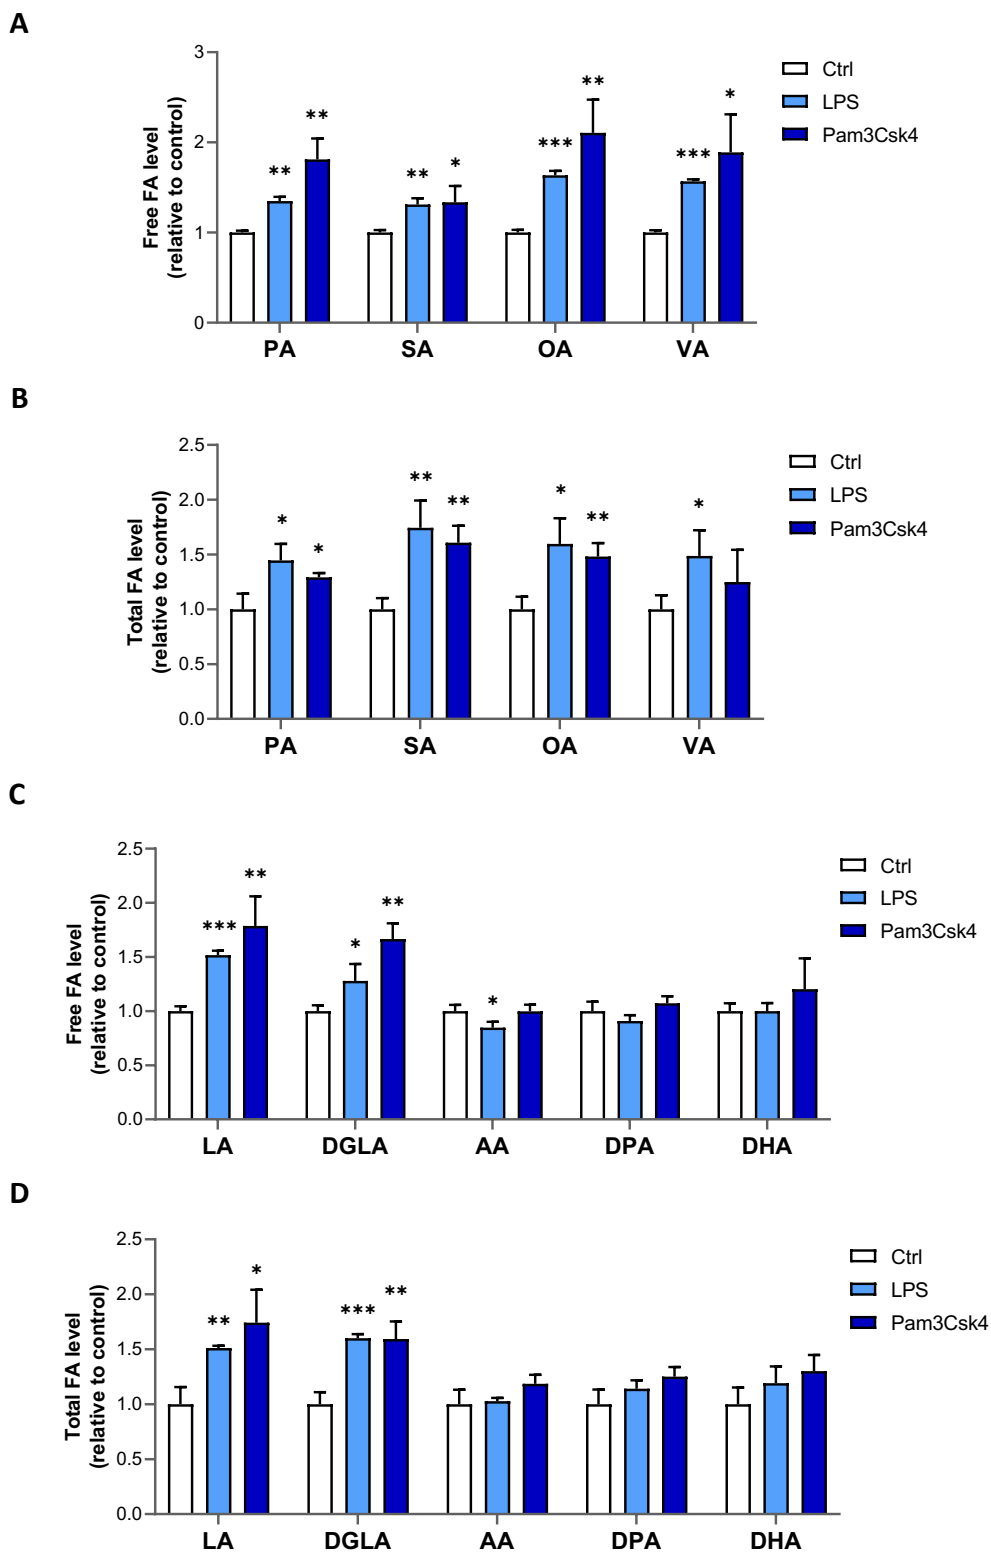 A
Free FA level
(relative to control)
3
2
1
0
** **
** *
*** **
*** *
PA SA OA VA
Ctrl
LPS
Pam3Csk4
B
Total FA level
(relative to control)
2.5
2.0
1.5
1.0
0.5
0.0
* *
** **
* **
*
PA SA OA VA
Ctrl
LPS
Pam3Csk4
C
Free FA level
(relative to control)
2.5
2.0
1.5
1.0
0.5
0.0
*** **
* **
*
LA DGLA AA DPA DHA
Ctrl
LPS
Pam3Csk4
D
Total FA level
(relative to control)
2.5
2.0
1.5
1.0
0.5
0.0
** *
*** **
LA DGLA AA DPA DHA
Ctrl
LPS
Pam3Csk4